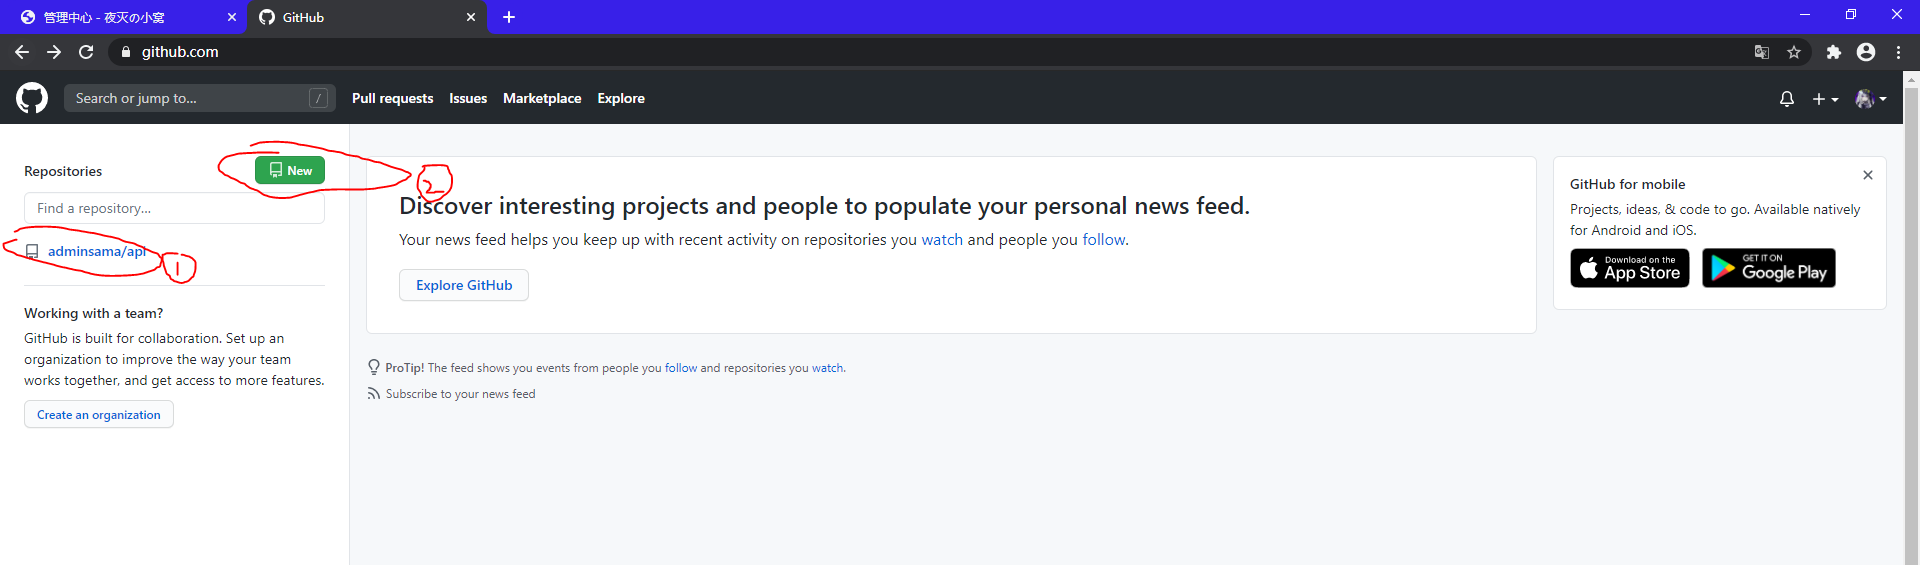 管理中心 - 夜灭の小窝
GitHub
github.com
Search or jump to...
/
Pull requests
Issues
Marketplace
Explore
Repositories
New
Find a repository...
adminsama/api
1
2
Working with a team?
GitHub is built for collaboration. Set up an
organization to improve the way your team
works together, and get access to more features.
Create an organization
Discover interesting projects and people to populate your personal news feed.
Your news feed helps you keep up with recent activity on repositories you watch and people you follow.
Explore GitHub
ProTip! The feed shows you events from people you follow and repositories you watch.
Subscribe to your news feed
GitHub for mobile
Projects, ideas, & code to go. Available natively
for Android and iOS.
Download on the
App Store
GET IT ON
Google Play